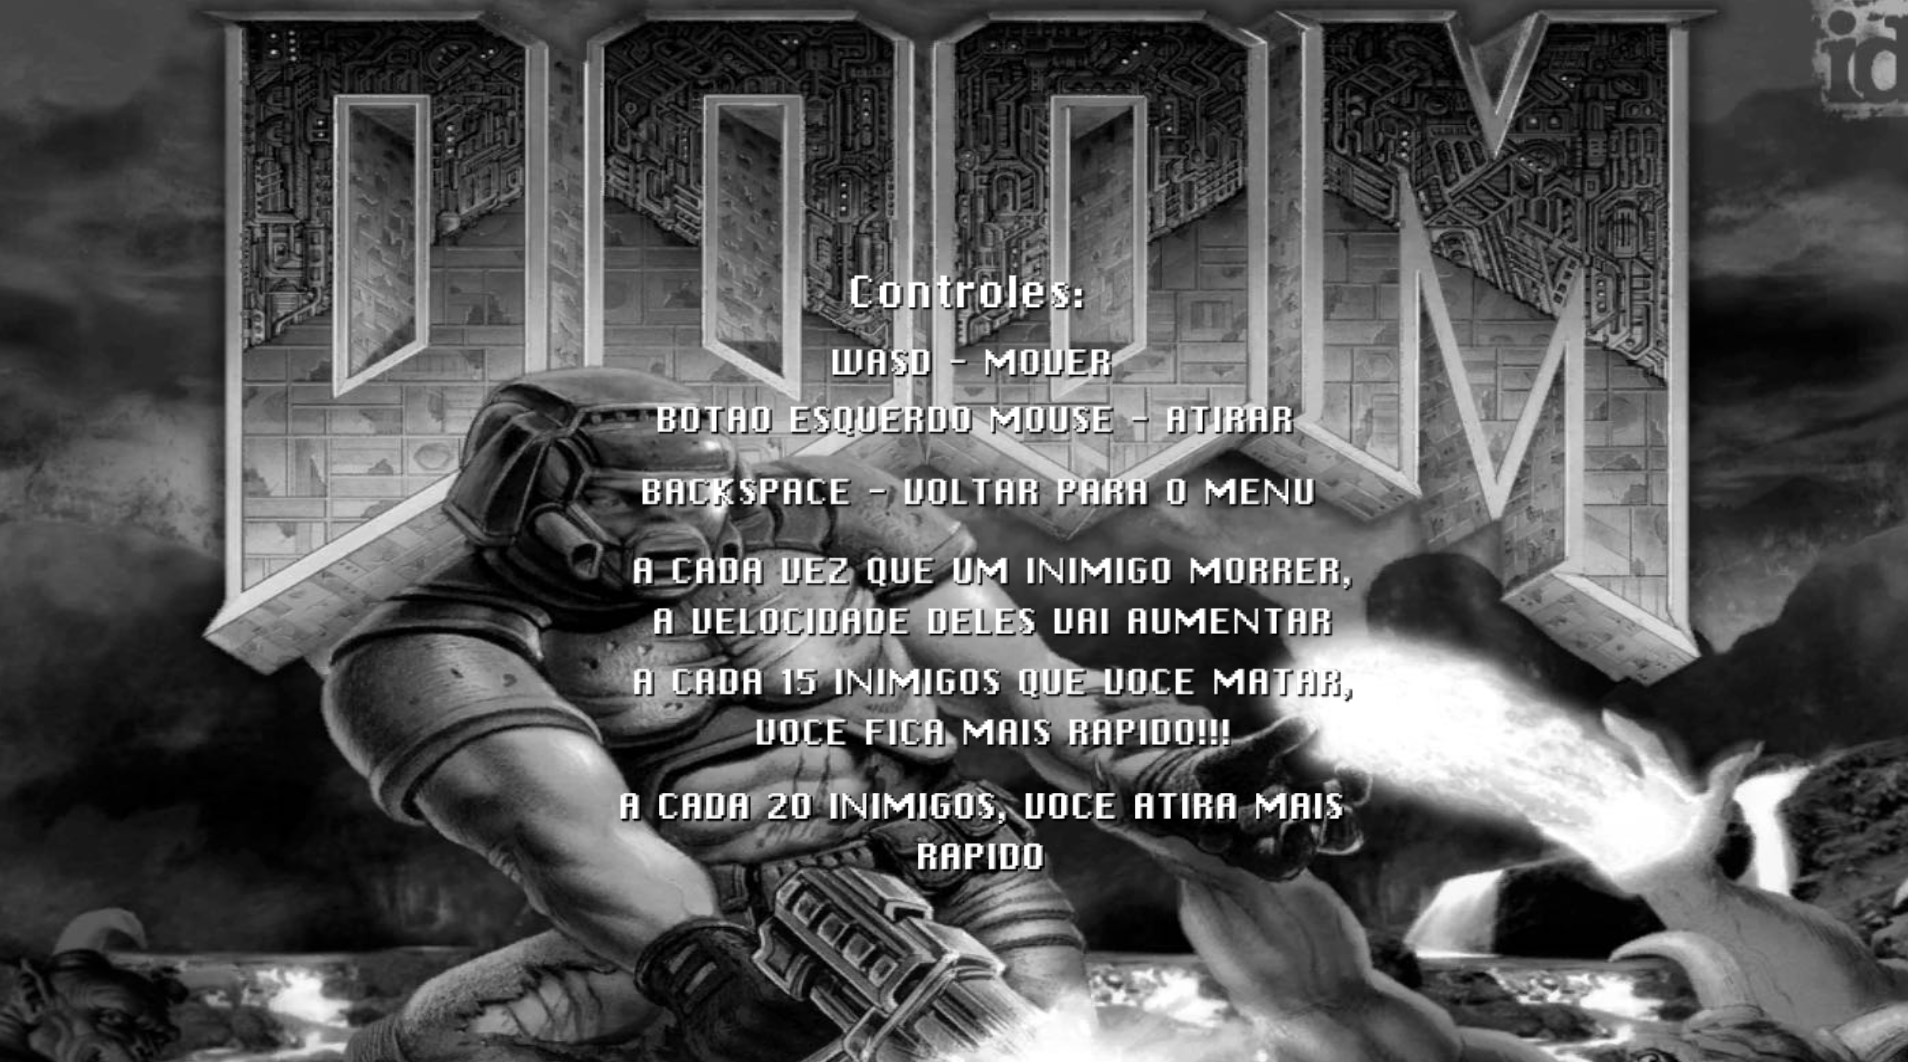 DOOM
id
Controles:
WASD - MOVER
BOTAO ESQUERDO MOUSE - ATIRAR
BACKSPACE - VOLTAR PARA O MENU
A CADA VEZ QUE UM INIMIGO MORRER,
A VELOCIDADE DELES VAI AUMENTAR
A CADA 15 INIMIGOS QUE VOCE MATAR,
VOCE FICA MAIS RAPIDO!!!
A CADA 20 INIMIGOS, VOCE ATIRA MAIS
RAPIDO